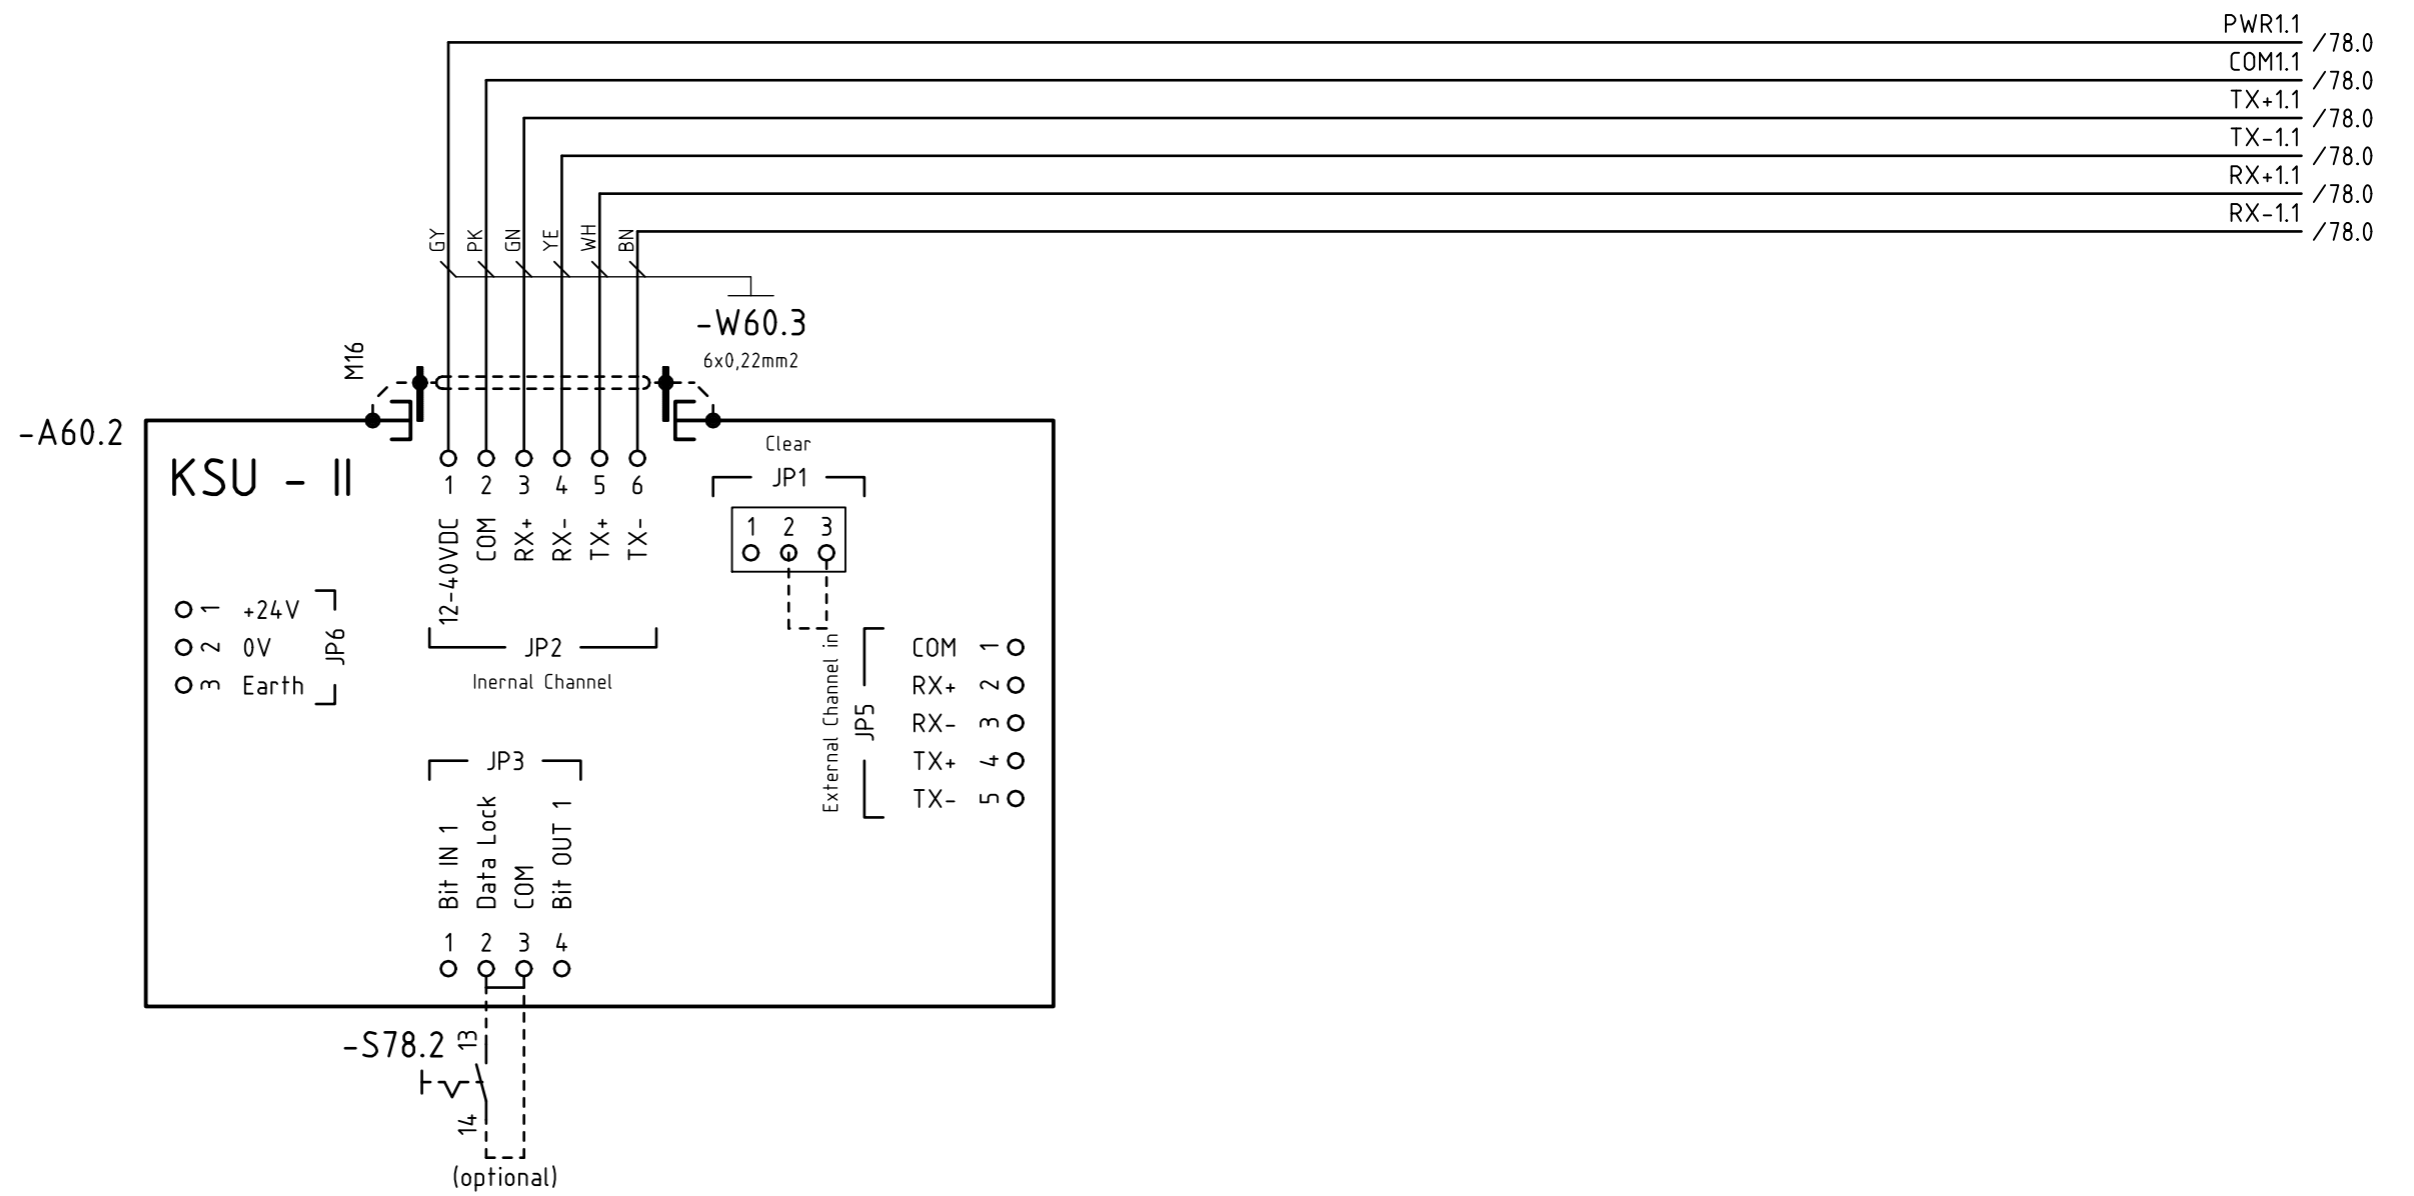 PWR1.1 /78.0
COM1.1 /78.0
TX+1.1 /78.0
TX-1.1 /78.0
RX+1.1 /78.0
RX-1.1 /78.0
GY PK GN YE WH BN
-W60.3
6x0,22mm2
M16
-A60.2
KSU - II
1 2 3 4 5 6
12-40VDC
COM
RX+
RX-
TX+
TX-
JP2
Inernal Channel
Clear
JP1
1 2 3
1 +24V
2 0V
3 Earth
JP6
External Channel in
JP5
COM 1
RX+ 2
RX- 3
TX+ 4
TX- 5
JP3
Bit IN 1
Data Lock
COM
Bit OUT 1
1 2 3 4
-S78.2
13
14
(optional)